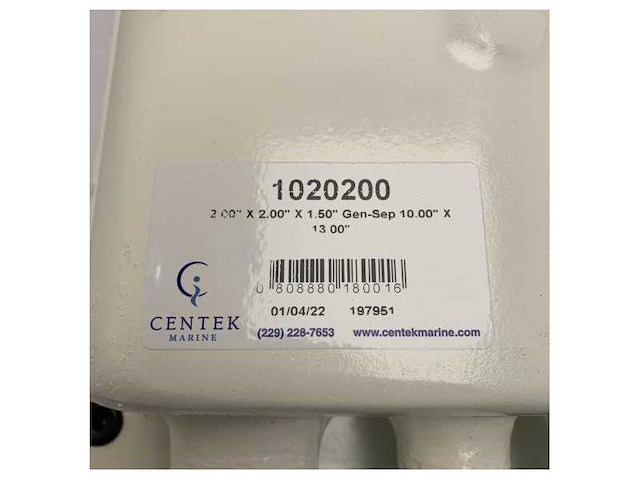 1020200
2.00" X 2.00" X 1.50" Gen-Sep 10.00" X
13.00"
0 808880 180016
01/04/22 197951
CENTEK
MARINE
(229) 228-7653 www.centekmarine.com